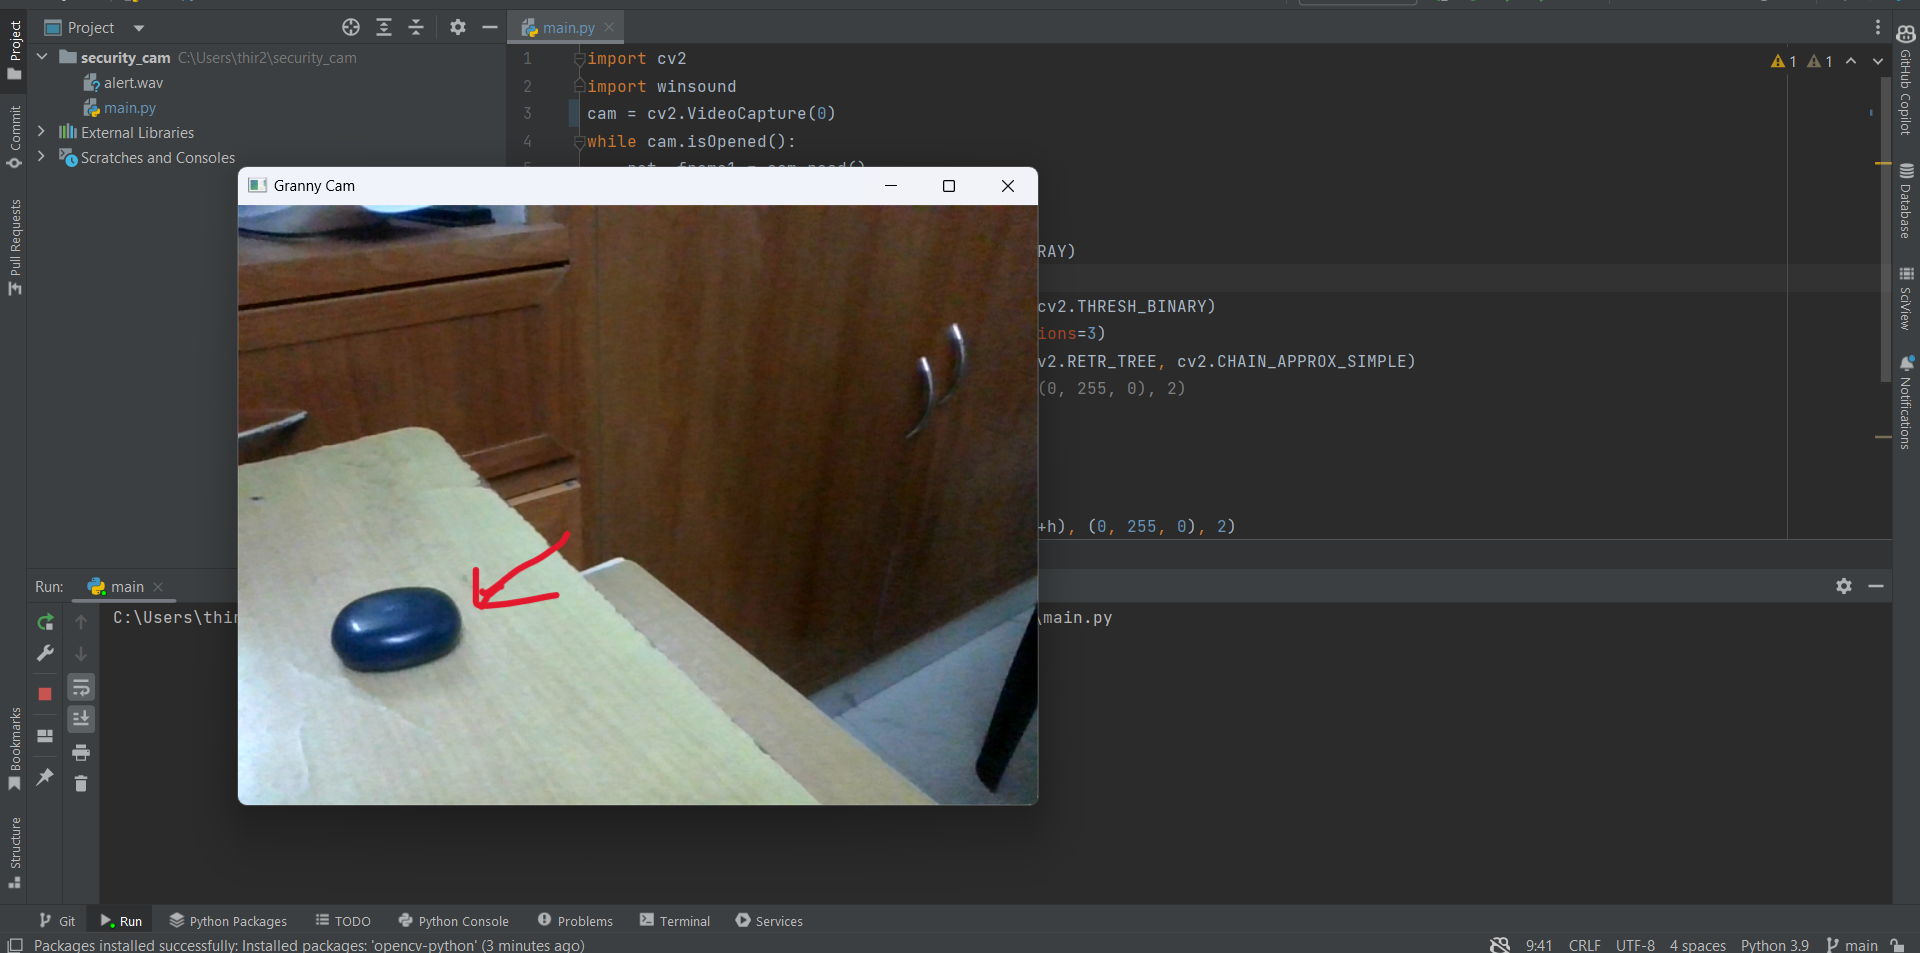 Project
main.py
security_cam C:\Users\thir2\security_cam
alert.wav
main.py
External Libraries
Scratches and Consoles
Project
Commit
Pull Requests
Bookmarks
Structure
1 import cv2
2 import winsound
3 cam = cv2.VideoCapture(0)
4 while cam.isOpened():
1 1
Granny Cam
RAY)
cv2.THRESH_BINARY)
ions=3)
v2.RETR_TREE, cv2.CHAIN_APPROX_SIMPLE)
(0, 255, 0), 2)
+h), (0, 255, 0), 2)
GitHub Copilot
Database
SciView
Notifications
Run: main
C:\Users\thir
\main.py
Git Run Python Packages TODO Python Console Problems Terminal Services
Packages installed successfully: Installed packages: 'opencv-python' (3 minutes ago) 9:41 CRLF UTF-8 4 spaces Python 3.9 main